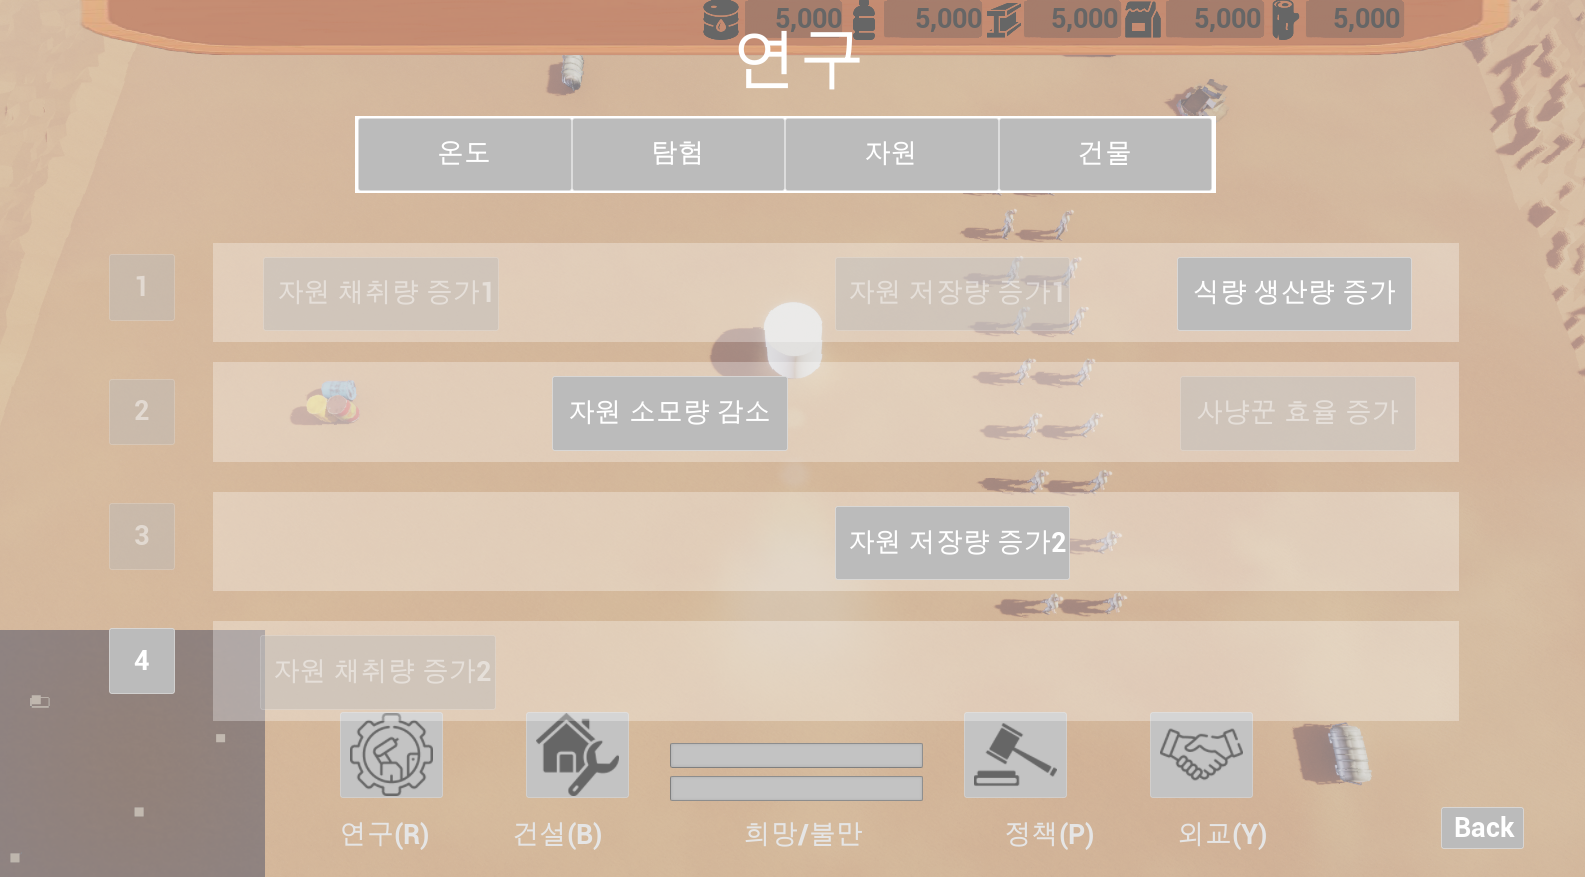 5,000 5,000 5,000 5,000 5,000
연구
온도 탐험 자원 건물
1 자원 채취량 증가1 자원 저장량 증가1 식량 생산량 증가
2 자원 소모량 감소 사냥꾼 효율 증가
3 자원 저장량 증가2
4 자원 채취량 증가2
연구(R) 건설(B) 희망/불만 정책(P) 외교(Y)
Back